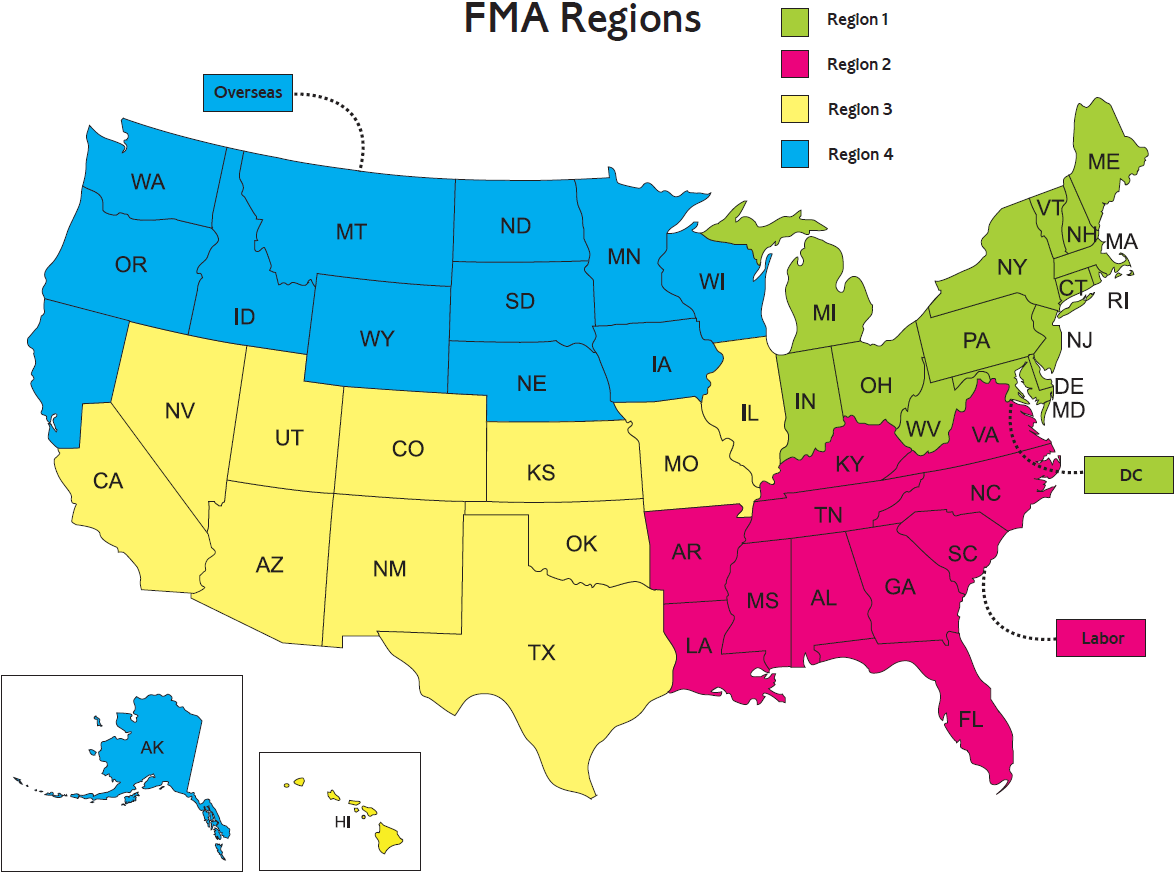 FMA Regions
Region 1
Region 2
Region 3
Region 4
Overseas
WA
OR
ID
MT
WY
ND
SD
NE
MN
IA
WI
MI
ME
VT
NH
MA
NY
CT
RI
PA
NJ
DE
MD
OH
IN
WV
IL
NV
UT
CO
KS
MO
CA
AZ
NM
OK
TX
KY
VA
DC
TN
NC
AR
SC
MS
AL
GA
LA
Labor
FL
AK
HI